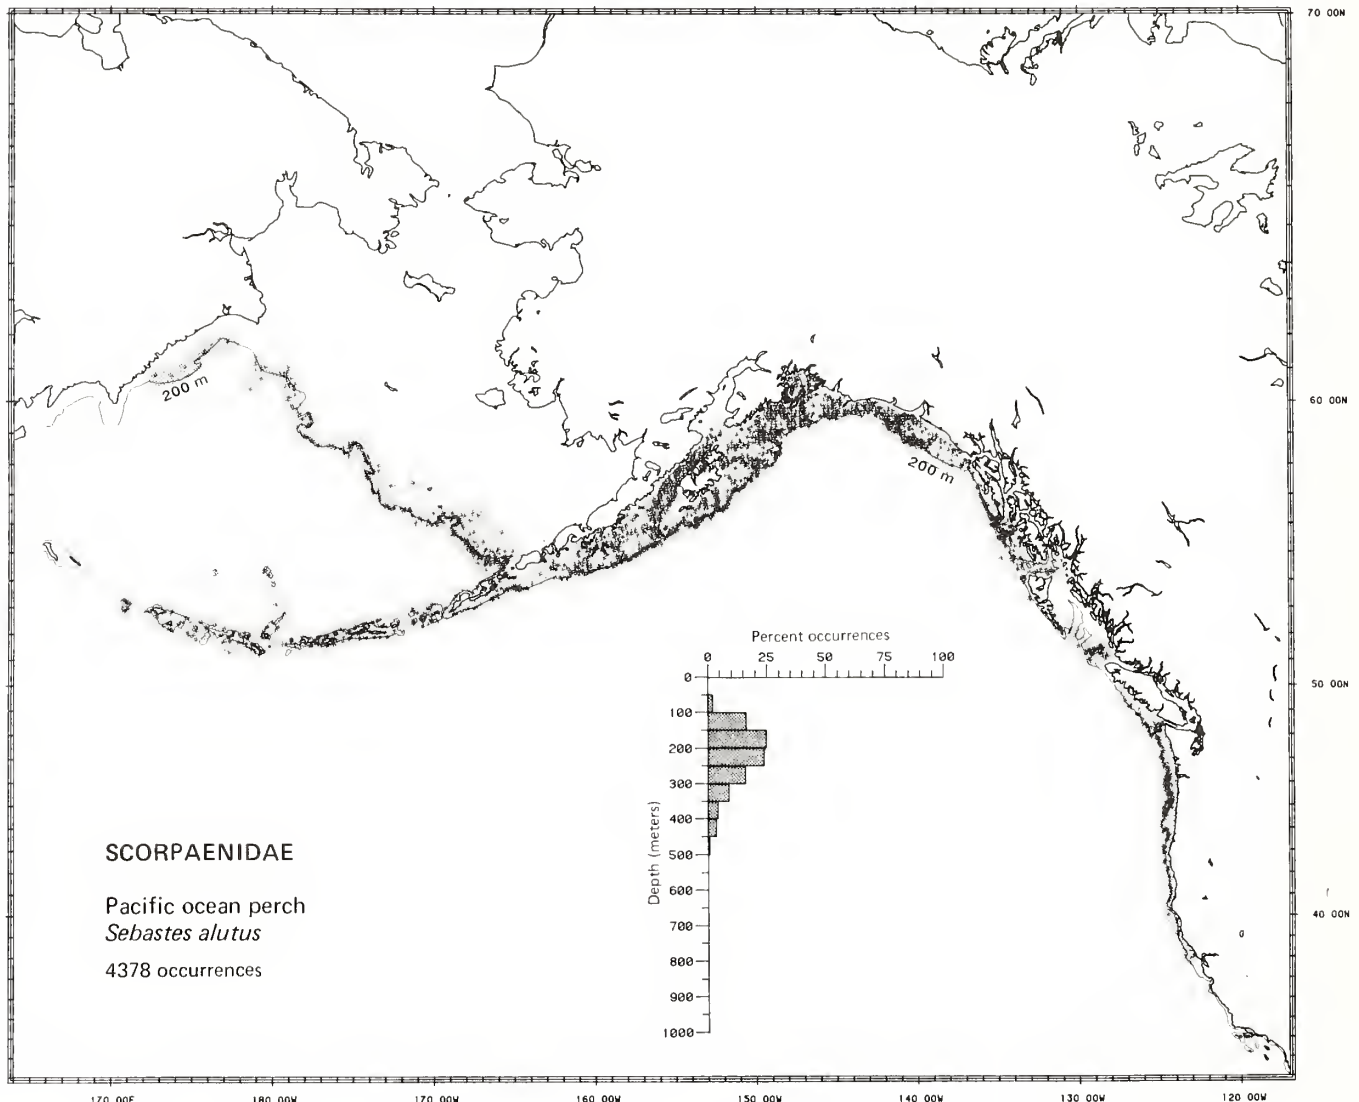 70 00N
200 m
60 00N
200 m
Percent occurrences
0 25 50 75 100
50 00N
0
100
200
300
400
500
600
700
800
900
1000
Depth (meters)
SCORPAENIDAE
Pacific ocean perch
Sebastes alutus
4378 occurrences
40 00N
170 00E 180 00W 170 00W 160 00W 150 00W 140 00W 130 00W 120 00W